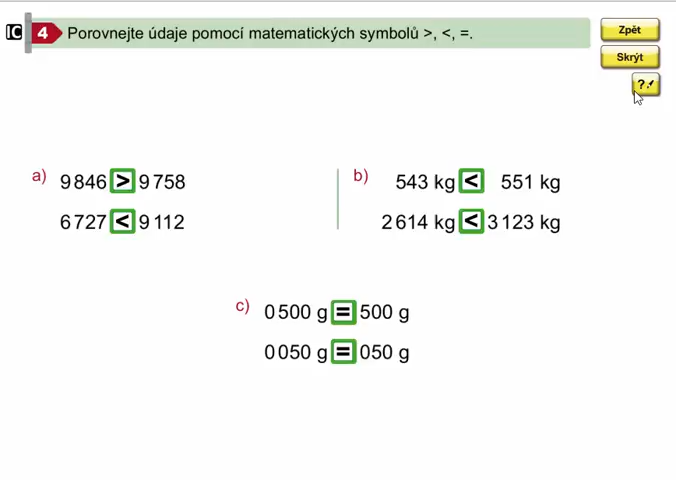 IC 4 Porovnejte údaje pomocí matematických symbolů >, <, =.
Zpět
Skrýt
?
a) 9 846 > 9 758
6 727 < 9 112
b) 543 kg < 551 kg
2 614 kg < 3 123 kg
c) 0 500 g = 500 g
0 050 g = 050 g